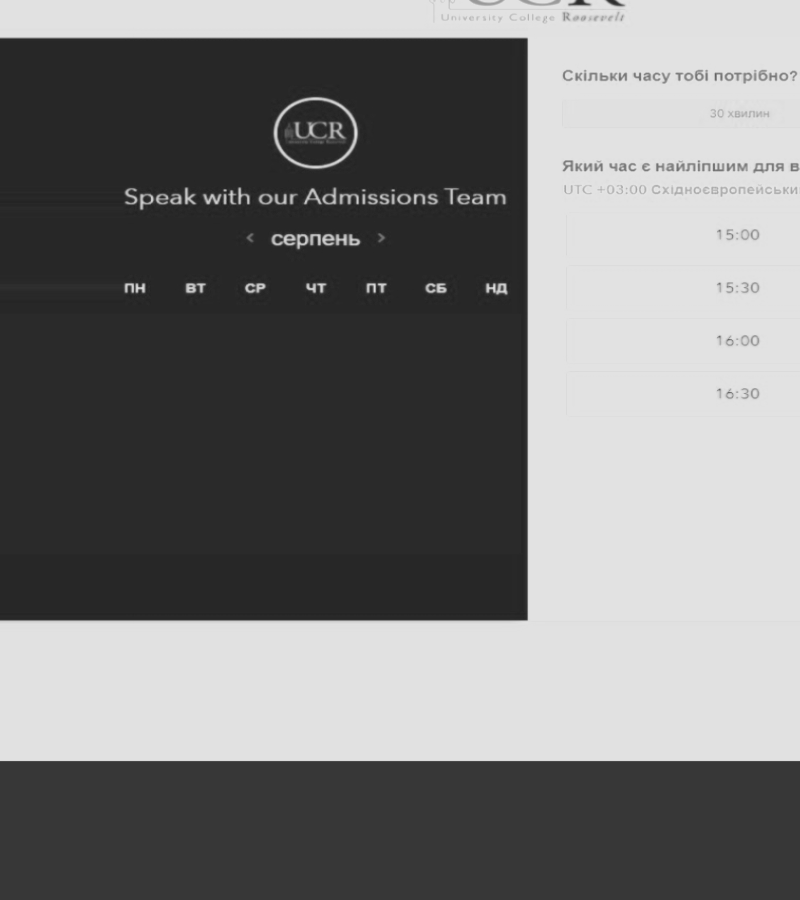 UCR
University College Roosevelt
UCR
Speak with our Admissions Team
< серпень >
ПН ВТ СР ЧТ ПТ СБ НД
Скільки часу тобі потрібно?
30 хвилин
Який час є найліпшим для в
UTC +03:00 Східноєвропейськи
15:00
15:30
16:00
16:30